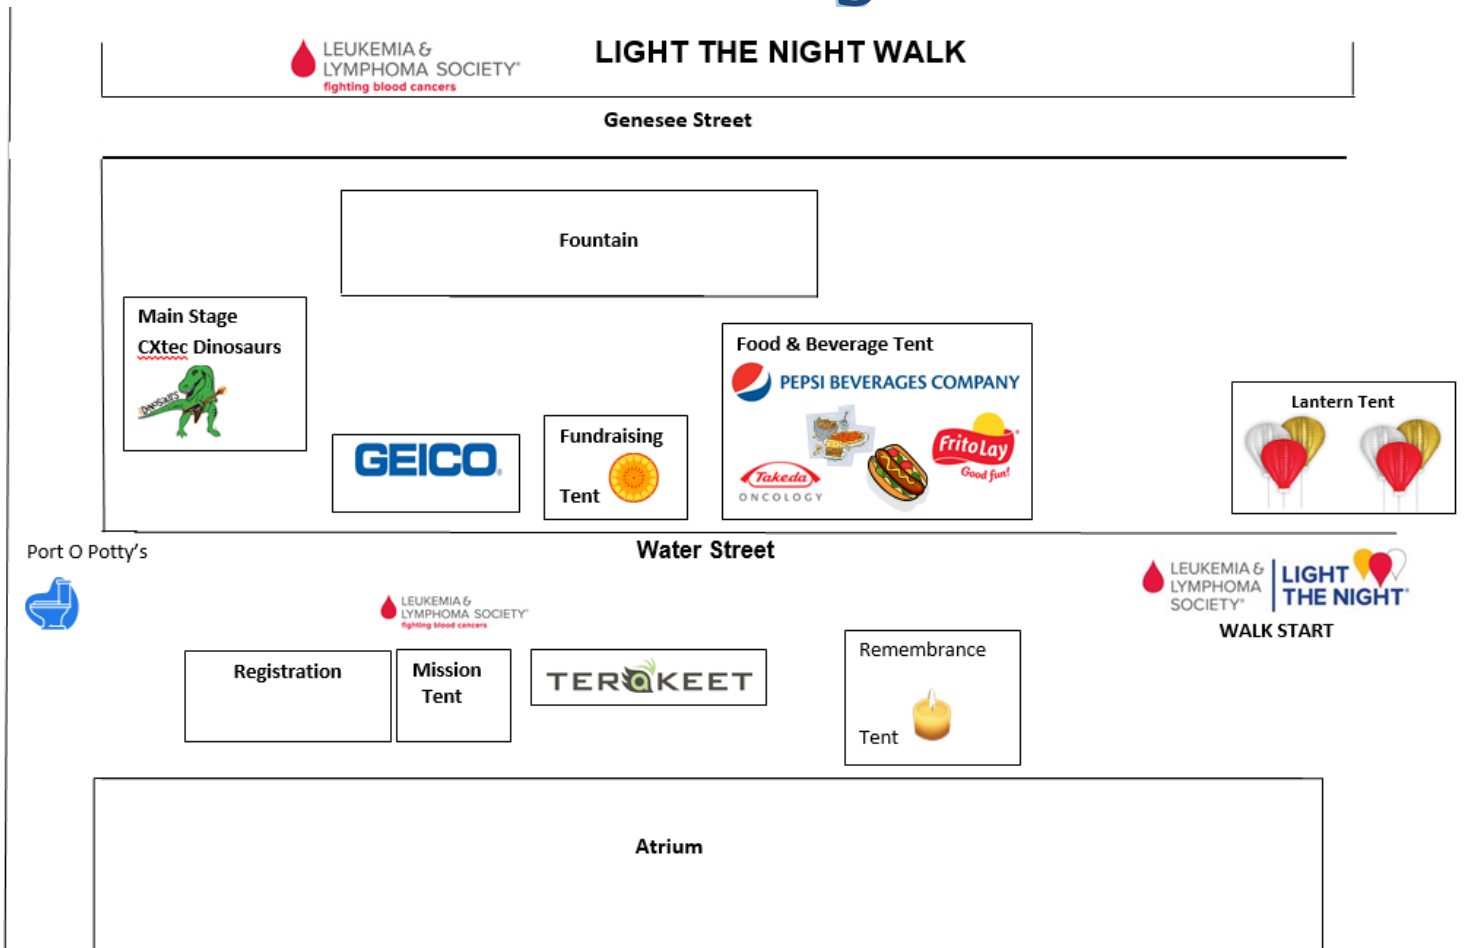 LEUKEMIA &
LYMPHOMA SOCIETY®
fighting blood cancers
LIGHT THE NIGHT WALK
Genesee Street
Fountain
Main Stage
CXtec Dinosaurs
DINOSAURS
GEICO.
Fundraising
Tent
Food & Beverage Tent
PEPSI BEVERAGES COMPANY
FritoLay
Good fun!
Takeda
ONCOLOGY
Lantern Tent
Port O Potty's
Water Street
LEUKEMIA &
LYMPHOMA
SOCIETY®
LIGHT
THE NIGHT®
WALK START
LEUKEMIA &
LYMPHOMA SOCIETY®
fighting blood cancers
Registration
Mission
Tent
TERAKEET
Remembrance
Tent
Atrium